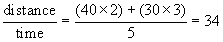 distance/time = ((40×2) + (30×3))/5 = 34